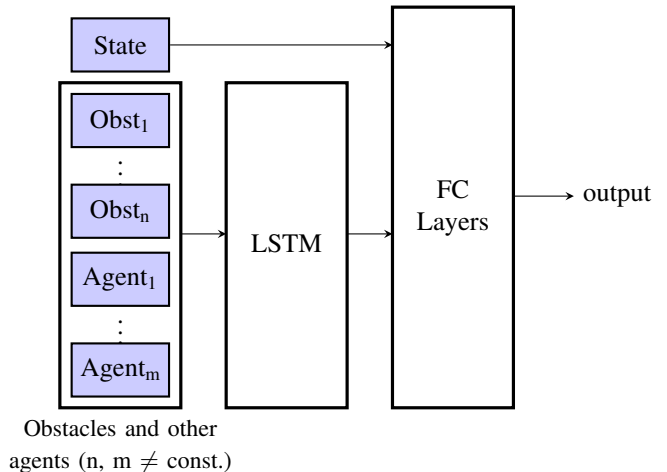 State
Obst₁
⋮
Obstₙ
Agent₁
⋮
Agentₘ
LSTM
FC
Layers
output
Obstacles and other
agents (n, m ≠ const.)